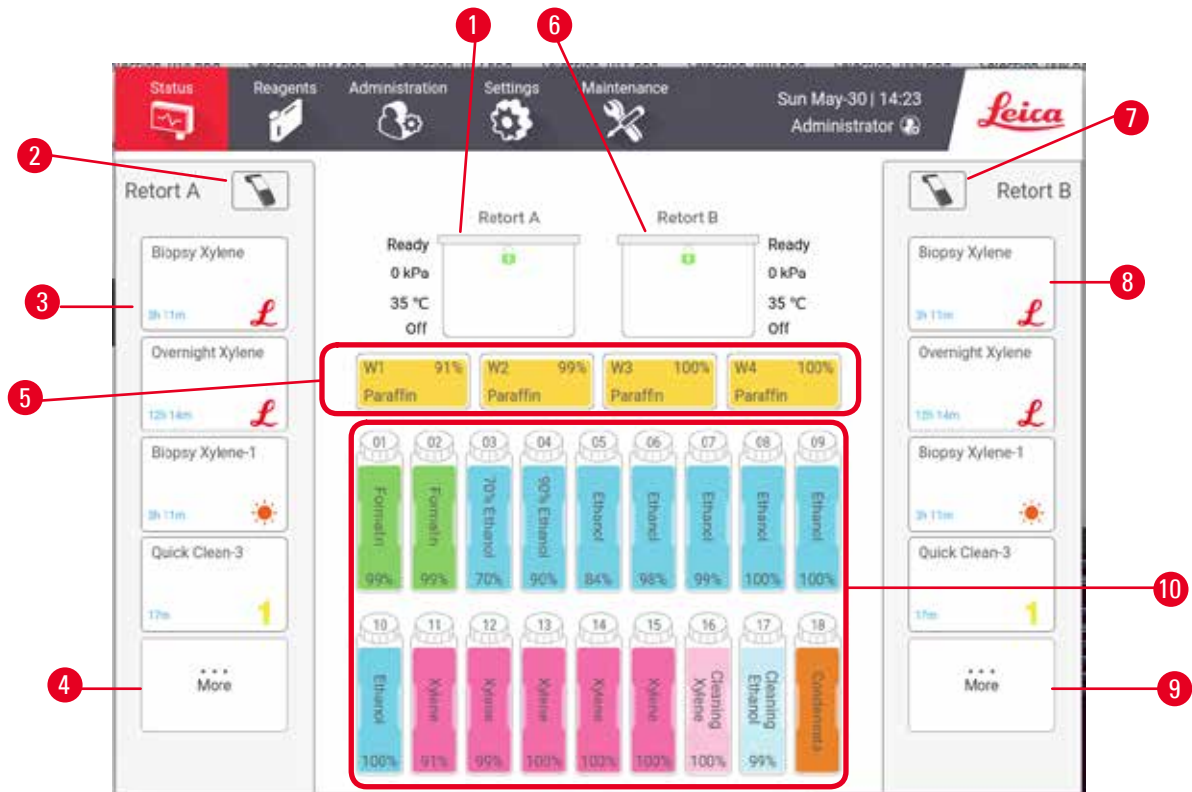 1
6
Status
Reagents
Administration
Settings
Maintenance
Sun May-30 | 14:23
Administrator
Leica
7
2
Retort A
Retort B
Biopsy Xylene
3h 11m
3
Overnight Xylene
12h 14m
Biopsy Xylene-1
3h 11m
Quick Clean-3
17m
1
...
More
4
Retort A
Ready
0 kPa
35 °C
Off
Retort B
Ready
0 kPa
35 °C
Off
5
W1 91%
Paraffin
W2 99%
Paraffin
W3 100%
Paraffin
W4 100%
Paraffin
01 02 03 04 05 06 07 08 09
Formalin
Formalin
70% Ethanol
90% Ethanol
Ethanol
Ethanol
Ethanol
Ethanol
Ethanol
99% 99% 70% 90% 84% 98% 99% 100% 100%
10 11 12 13 14 15 16 17 18
Ethanol
Xylene
Xylene
Xylene
Xylene
Xylene
Cleaning
Xylene
Cleaning
Ethanol
Condensate
100% 91% 99% 100% 100% 100% 100% 99%
10
Biopsy Xylene
3h 11m
8
Overnight Xylene
12h 14m
Biopsy Xylene-1
3h 11m
Quick Clean-3
17m
1
...
More
9